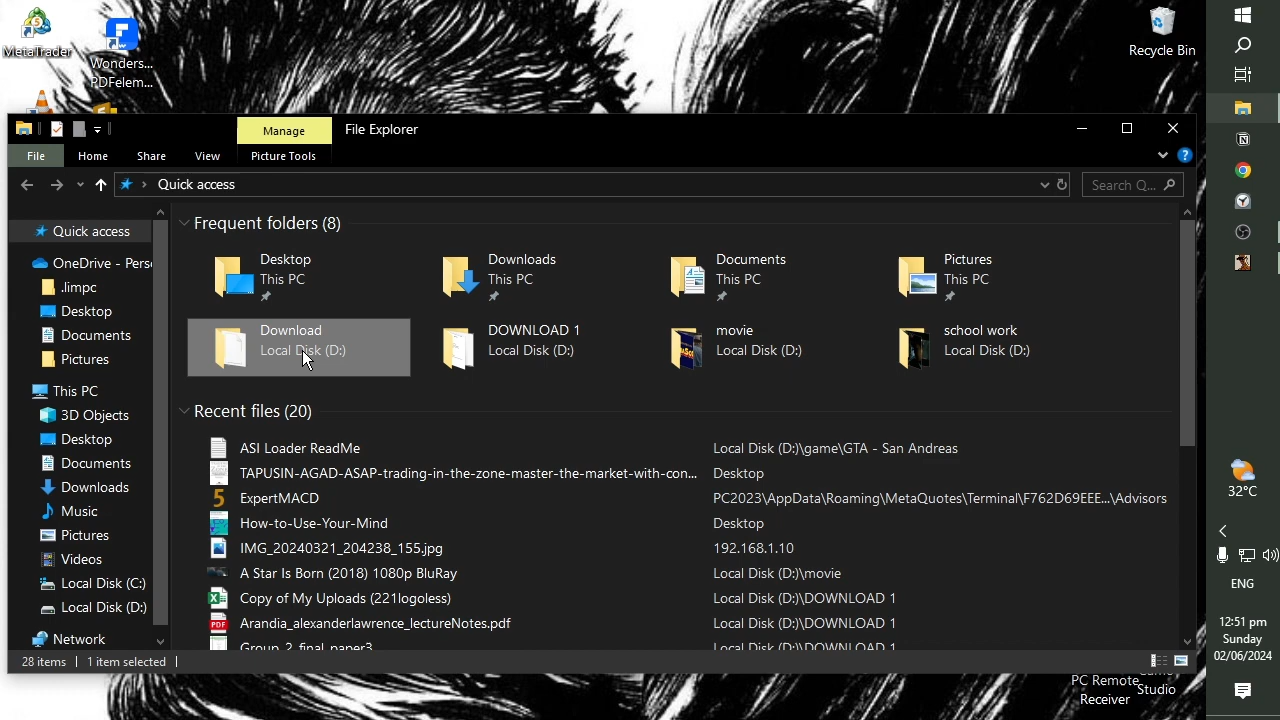 MetaTrader
Wonders...
PDFelem...
Recycle Bin
Manage
File Explorer
File
Home
Share
View
Picture Tools
Quick access
Search Q...
Quick access
OneDrive - Perso
.limpc
Desktop
Documents
Pictures
This PC
3D Objects
Desktop
Documents
Downloads
Music
Pictures
Videos
Local Disk (C:)
Local Disk (D:)
Network
Frequent folders (8)
Desktop
This PC
Downloads
This PC
Documents
This PC
Pictures
This PC
Download
Local Disk (D:)
DOWNLOAD 1
Local Disk (D:)
movie
Local Disk (D:)
school work
Local Disk (D:)
Recent files (20)
ASI Loader ReadMe Local Disk (D:)\game\GTA - San Andreas
TAPUSIN-AGAD-ASAP-trading-in-the-zone-master-the-market-with-con... Desktop
ExpertMACD PC2023\AppData\Roaming\MetaQuotes\Terminal\F762D69EEE...\Advisors
How-to-Use-Your-Mind Desktop
IMG_20240321_204238_155.jpg 192.168.1.10
A Star Is Born (2018) 1080p BluRay Local Disk (D:)\movie
Copy of My Uploads (221logoless) Local Disk (D:)\DOWNLOAD 1
Arandia_alexanderlawrence_lectureNotes.pdf Local Disk (D:)\DOWNLOAD 1
Group_2_final_paper3 Local Disk (D:)\DOWNLOAD 1
28 items
1 item selected
PC Remote
Receiver
Studio
32°C
ENG
12:51 pm
Sunday
02/06/2024